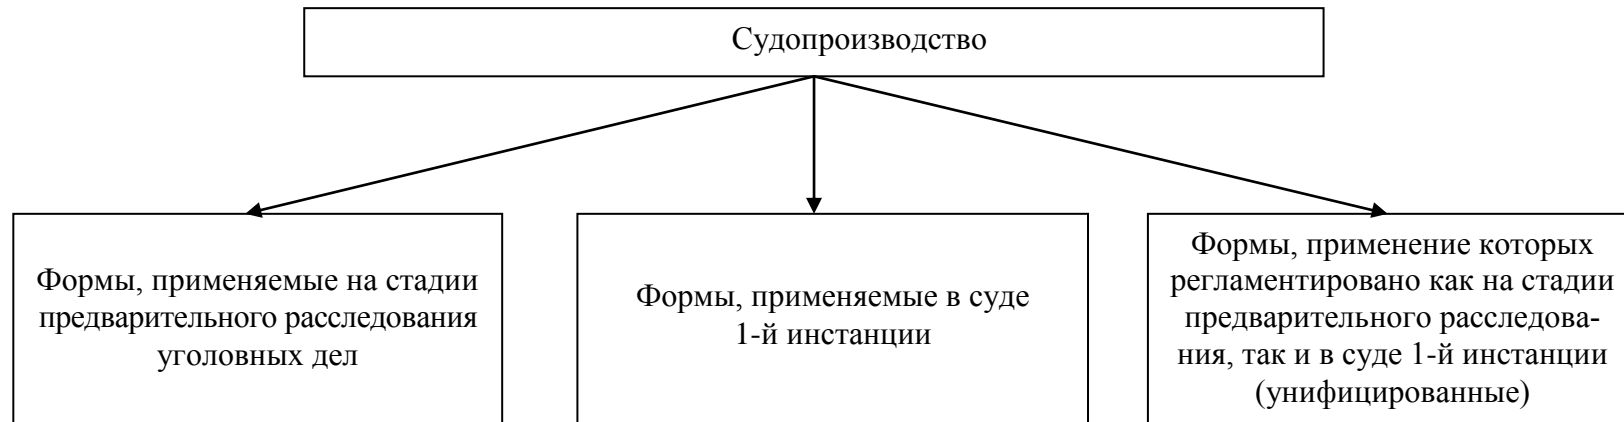 Судопроизводство
Формы, применяемые на стадии
предварительного расследования
уголовных дел
Формы, применяемые в суде
1-й инстанции
Формы, применение которых
регламентировано как на стадии
предварительного расследова-
ния, так и в суде 1-й инстанции
(унифицированные)